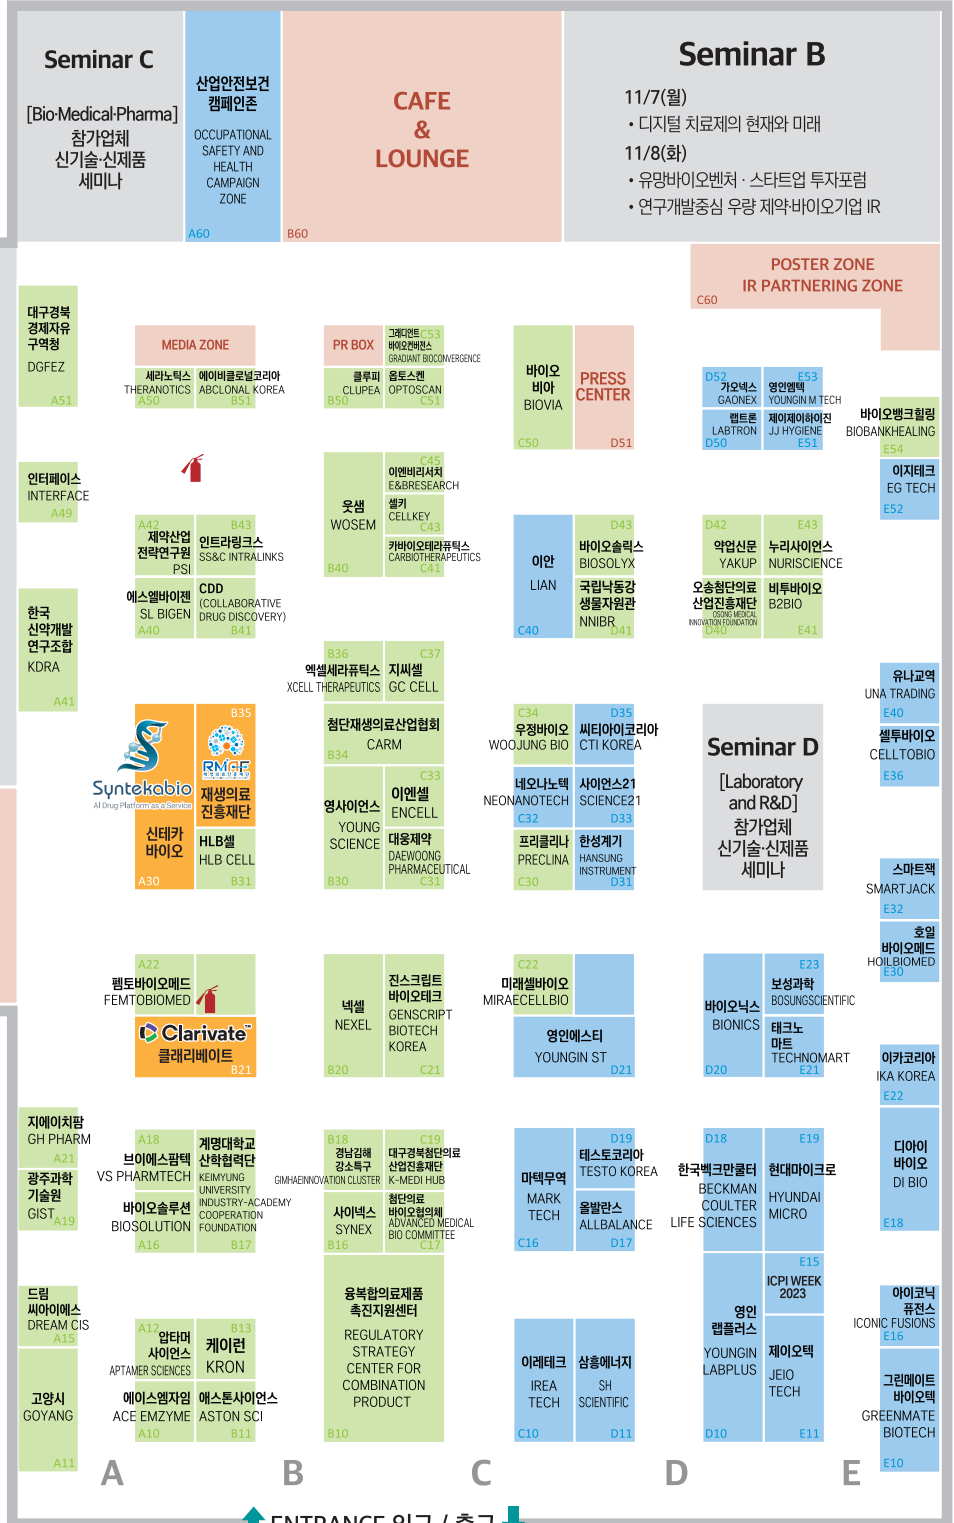 Seminar C
[Bio·Medical·Pharma]
참가업체
신기술·신제품
세미나
산업안전보건
캠페인존
OCCUPATIONAL
SAFETY AND
HEALTH
CAMPAIGN
ZONE
A60
CAFE
&
LOUNGE
B60
Seminar B
11/7(월)
• 디지털 치료제의 현재와 미래
11/8(화)
• 유망바이오벤처 · 스타트업 투자포럼
• 연구개발중심 우량 제약·바이오기업 IR
POSTER ZONE
IR PARTNERING ZONE
C60
대구경북
경제자유
구역청
DGFEZ
A51
MEDIA ZONE
세라노틱스
THERANOTICS
A50
에이비클로널코리아
ABCLONAL KOREA
B51
PR BOX
C53
그래디언트
바이오컨버전스
GRADIANT BIOCONVERGENCE
클루피
CLUPEA
B50
옵토스켄
OPTOSCAN
C51
바이오
비아
BIOVIA
C50
PRESS
CENTER
D51
D52
가오넥스
GAONEX
E53
영인엠텍
YOUNGIN M TECH
랩트론
LABTRON
D50
제이제이하이진
JJ HYGIENE
E51
바이오뱅크힐링
BIOBANKHEALING
E54
이지테크
EG TECH
E52
인터페이스
INTERFACE
A49
A42
제약산업
전략연구원
PSI
B43
인트라링크스
SS&C INTRALINKS
에스엘바이젠
SL BIGEN
A40
CDD
(COLLABORATIVE
DRUG DISCOVERY)
B41
웃샘
WOSEM
B40
C45
이엔비리서치
E&BRESEARCH
셀키
CELLKEY
C43
카바이오테라퓨틱스
CARBIOTHERAPEUTICS
C41
이안
LIAN
C40
D43
바이오솔릭스
BIOSOLYX
국립낙동강
생물자원관
NNIBR
D41
D42
약업신문
YAKUP
E43
누리사이언스
NURISCIENCE
오송첨단의료
산업진흥재단
OSONG MEDICAL
INNOVATION FOUNDATION
D40
비투바이오
B2BIO
E41
한국
신약개발
연구조합
KDRA
A41
B36
엑셀세라퓨틱스
XCELL THERAPEUTICS
C37
지씨셀
GC CELL
첨단재생의료산업협회
CARM
B34
영사이언스
YOUNG
SCIENCE
B30
C33
이엔셀
ENCELL
대웅제약
DAEWOONG
PHARMACEUTICAL
C31
유나교역
UNA TRADING
E40
셀투바이오
CELLTOBIO
E36
Syntekabio
AI Drug Platform as a Service
신테카
바이오
A30
B35
RMAF
재생의료진흥재단
재생의료
진흥재단
HLB셀
HLB CELL
B31
C34
우정바이오
WOOJUNG BIO
D35
씨티아이코리아
CTI KOREA
네오나노텍
NEONANOTECH
C32
사이언스21
SCIENCE21
D33
프리클리나
PRECLINA
C30
한성계기
HANSUNG
INSTRUMENT
D31
Seminar D
[Laboratory
and R&D]
참가업체
신기술·신제품
세미나
스마트잭
SMARTJACK
E32
호일
바이오메드
HOILBIOMED
E30
A22
펨토바이오메드
FEMTOBIOMED
Clarivate™
클래리베이트
B21
넥셀
NEXEL
B20
진스크립트
바이오테크
GENSCRIPT
BIOTECH
KOREA
C21
C22
미래셀바이오
MIRAECELLBIO
영인에스티
YOUNGIN ST
D21
바이오닉스
BIONICS
D20
E23
보성과학
BOSUNGSCIENTIFIC
태크노
마트
TECHNOMART
E21
이카코리아
IKA KOREA
E22
지에이치팜
GH PHARM
A21
광주과학
기술원
GIST
A19
A18
브이에스팜텍
VS PHARMTECH
바이오솔루션
BIOSOLUTION
A16
계명대학교
산학협력단
KEIMYUNG
UNIVERSITY
INDUSTRY-ACADEMY
COOPERATION
FOUNDATION
B17
B18
경남김해
강소특구
GIMHAEINNOVATION CLUSTER
C19
대구경북첨단의료
산업진흥재단
K-MEDI HUB
사이넥스
SYNEX
B16
첨단의료
바이오협의체
ADVANCED MEDICAL
BIO COMMITTEE
C17
마텍무역
MARK
TECH
C16
D19
테스토코리아
TESTO KOREA
올발란스
ALLBALANCE
D17
D18
한국벡크만쿨터
BECKMAN
COULTER
LIFE SCIENCES
E19
현대마이크로
HYUNDAI
MICRO
디아이
바이오
DI BIO
E18
드림
씨아이에스
DREAM CIS
A15
고양시
GOYANG
A11
A12
압타머
사이언스
APTAMER SCIENCES
B13
케이런
KRON
에이스엠자임
ACE EMZYME
A10
애스톤사이언스
ASTON SCI
B11
융복합의료제품
촉진지원센터
REGULATORY
STRATEGY
CENTER FOR
COMBINATION
PRODUCT
B10
이레테크
IREA
TECH
C10
삼흥에너지
SH
SCIENTIFIC
D11
영인
랩플러스
YOUNGIN
LABPLUS
D10
E15
ICPI WEEK
2023
제이오텍
JEIO
TECH
E11
아이코닉
퓨전스
ICONIC FUSIONS
E16
그린메이트
바이오텍
GREENMATE
BIOTECH
E10
A B C D E
ENTRANCE 입구 / 출구